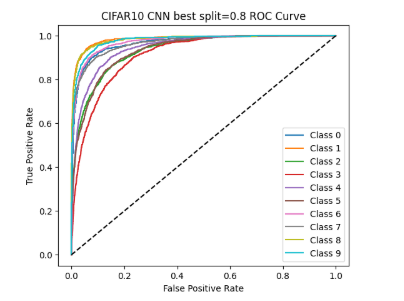 CIFAR10 CNN best split=0.8 ROC Curve
1.0
0.8
0.6
0.4
0.2
0.0
True Positive Rate
Class 0
Class 1
Class 2
Class 3
Class 4
Class 5
Class 6
Class 7
Class 8
Class 9
0.0 0.2 0.4 0.6 0.8 1.0
False Positive Rate